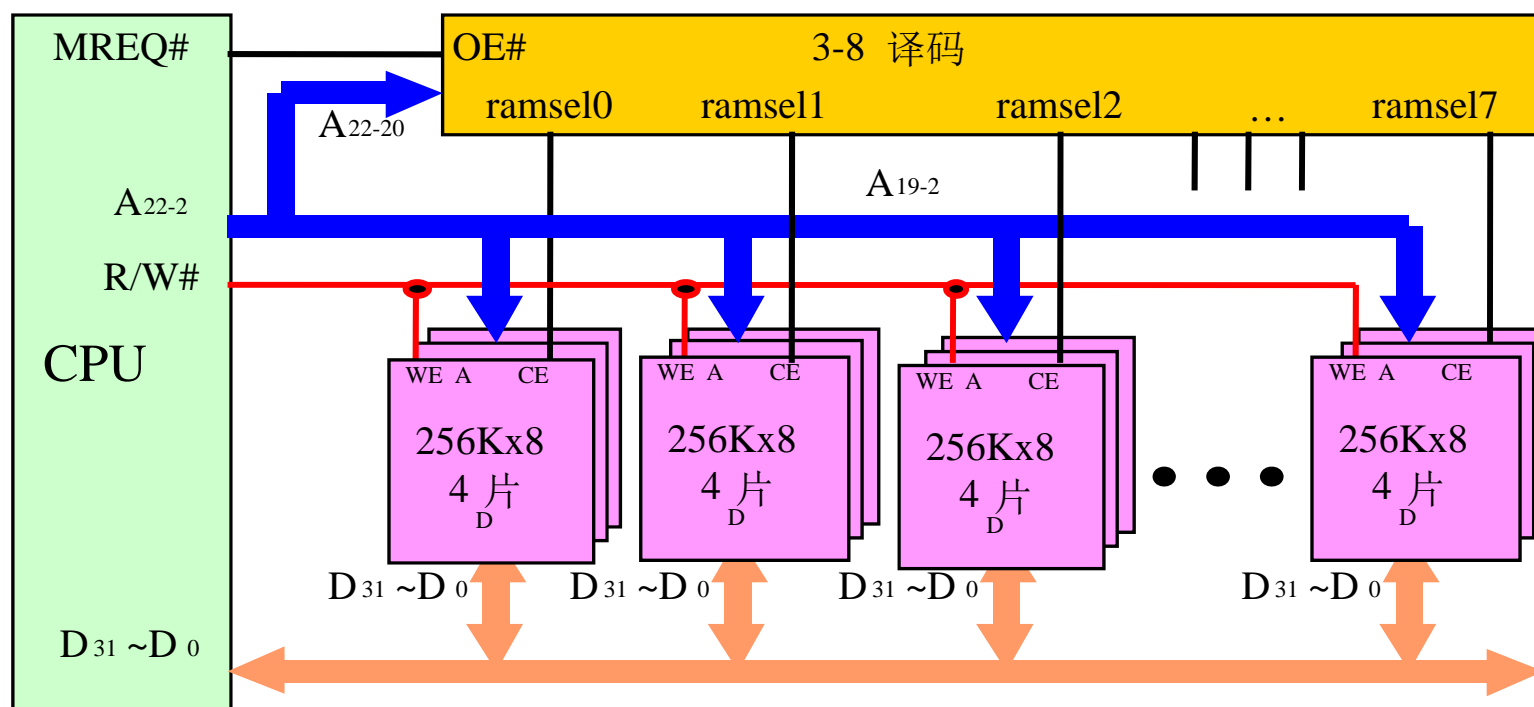 MREQ#
OE#
3-8 译码
ramsel0
ramsel1
ramsel2
…
ramsel7
A22-20
A22-2
A19-2
R/W#
CPU
WE A CE
256Kx8
4 片
D
WE A CE
256Kx8
4 片
D
WE A CE
256Kx8
4 片
D
WE A CE
256Kx8
4 片
D
D31 ~D0
D31 ~D0
D31 ~D0
D31 ~D0
D31 ~D0